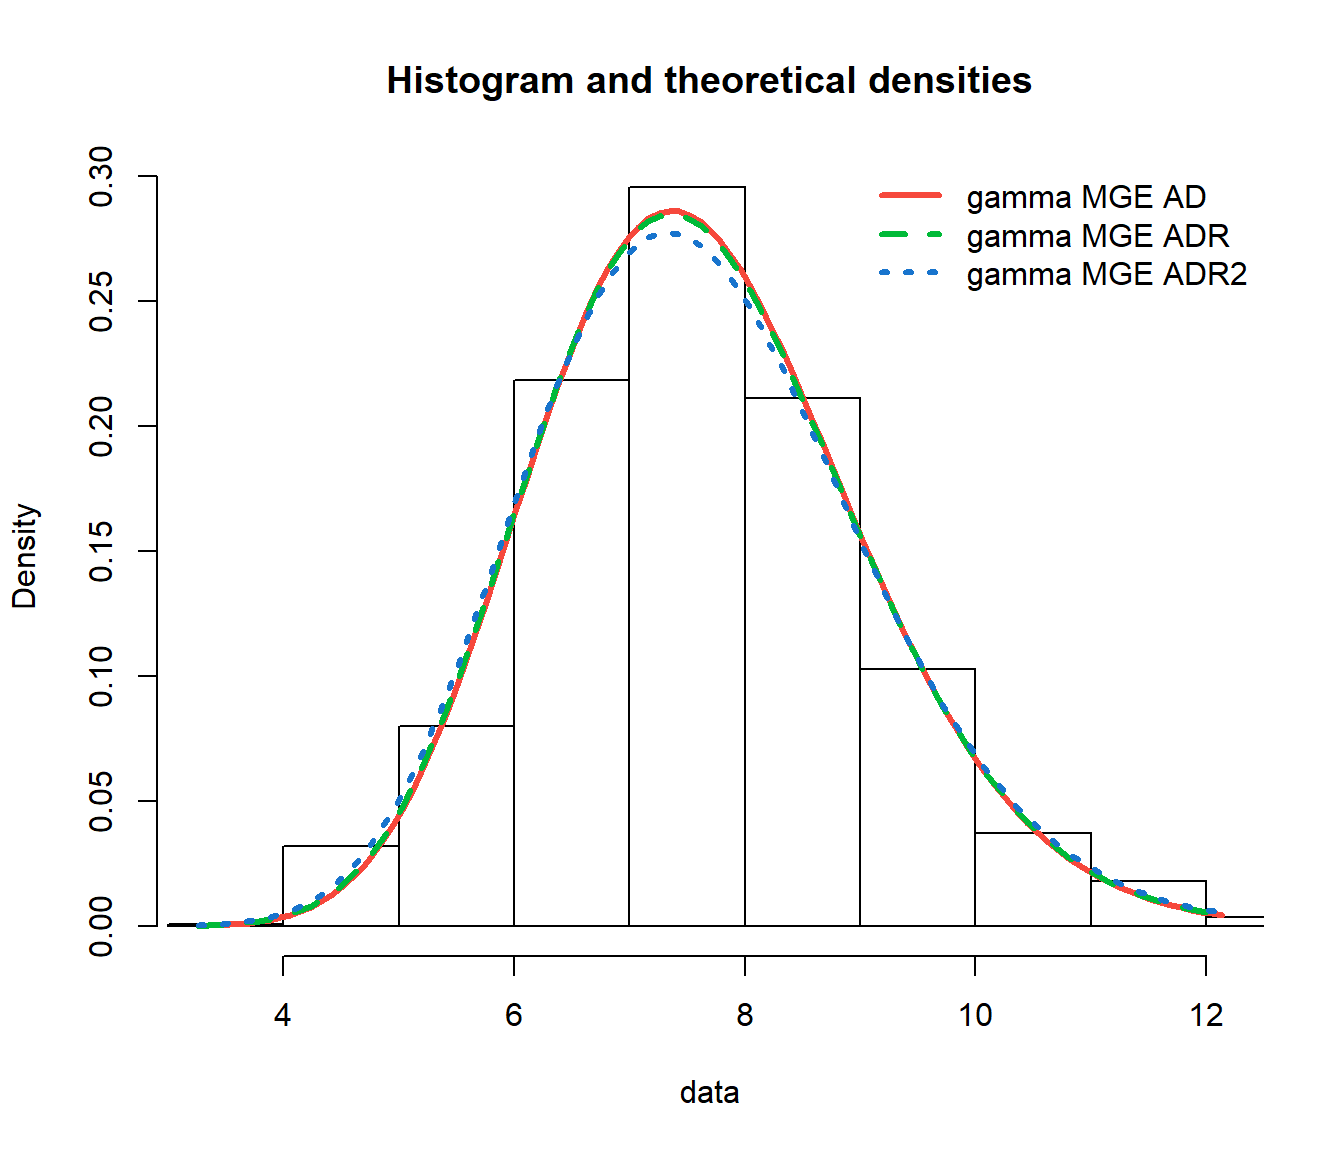 Histogram and theoretical densities
gamma MGE AD
gamma MGE ADR
gamma MGE ADR2
Density
0.30
0.25
0.20
0.15
0.10
0.05
0.00
4 6 8 10 12
data